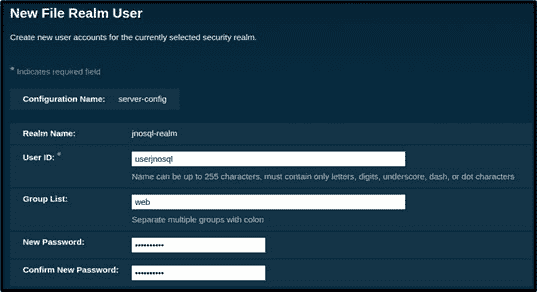 New File Realm User
Create new user accounts for the currently selected security realm.
* Indicates required field
Configuration Name: server-config
Realm Name: jnosql-realm
User ID: * userjnosql
Name can be up to 255 characters, must contain only letters, digits, underscore, dash, or dot characters
Group List: web
Separate multiple groups with colon
New Password: ••••••••••
Confirm New Password: ••••••••••